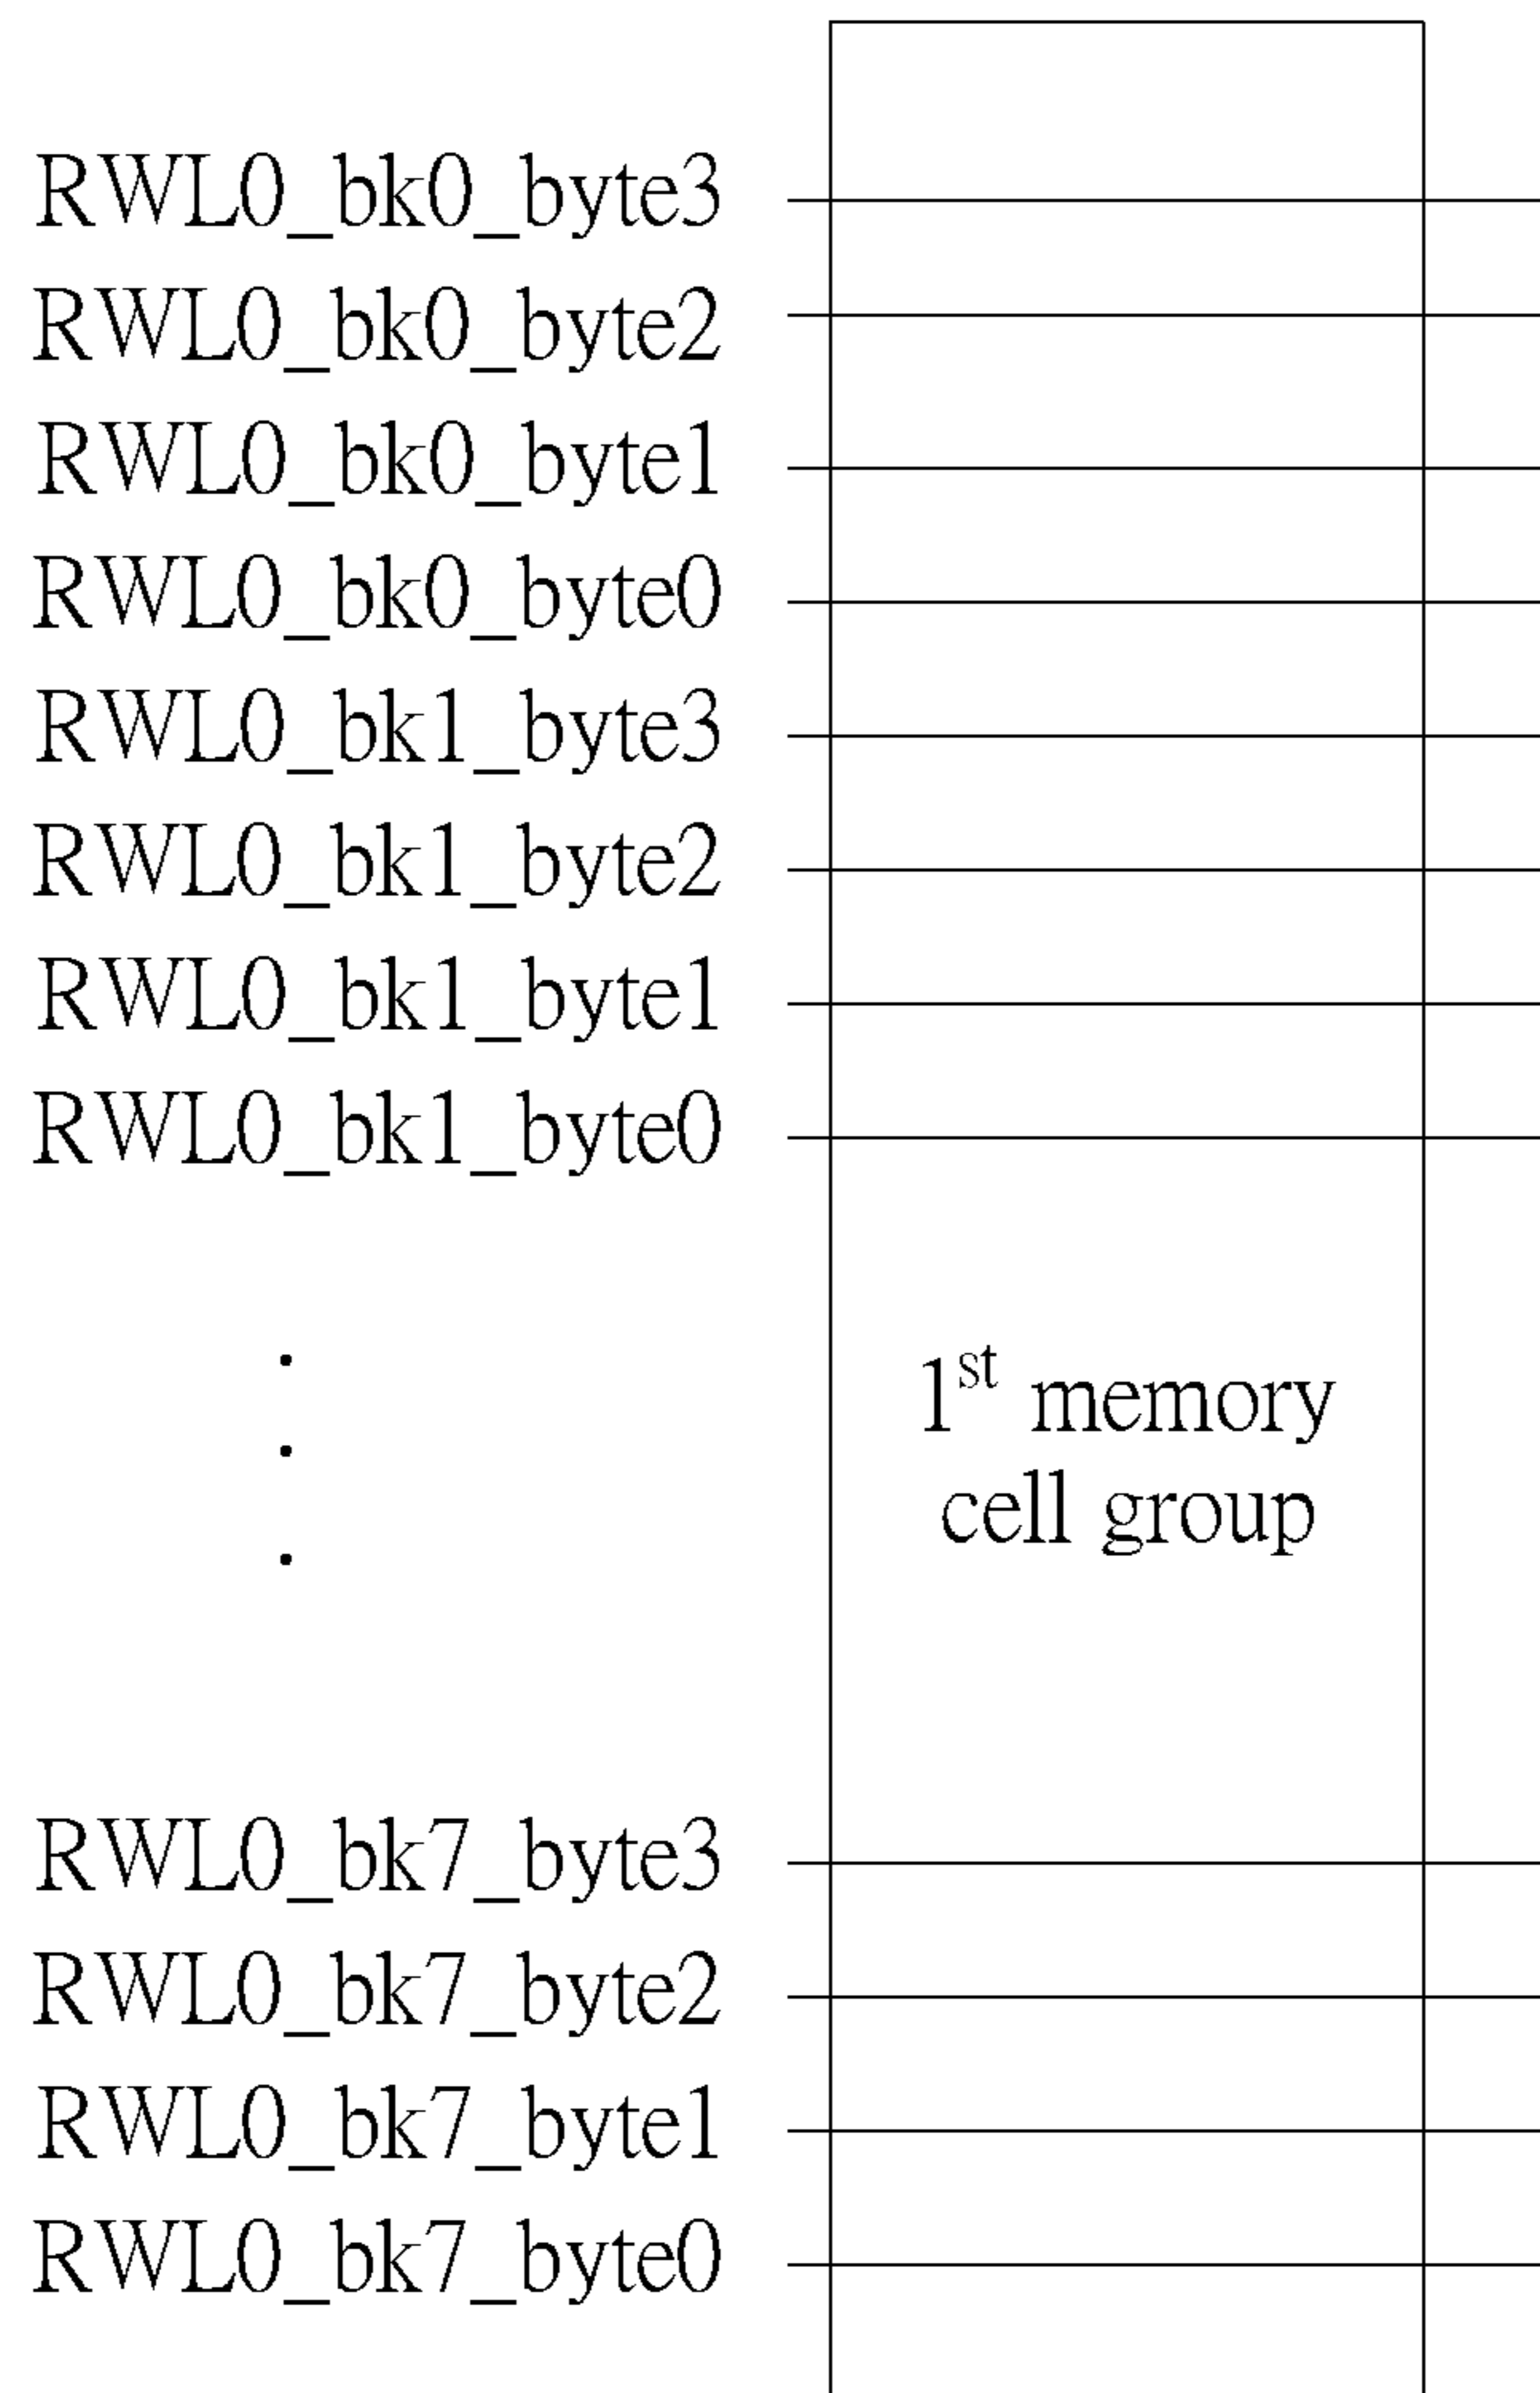 RWL0_bk0_byte3
RWL0_bk0_byte2
RWL0_bk0_byte1
RWL0_bk0_byte0
RWL0_bk1_byte3
RWL0_bk1_byte2
RWL0_bk1_byte1
RWL0_bk1_byte0
.
.
.
1st memory
cell group
RWL0_bk7_byte3
RWL0_bk7_byte2
RWL0_bk7_byte1
RWL0_bk7_byte0